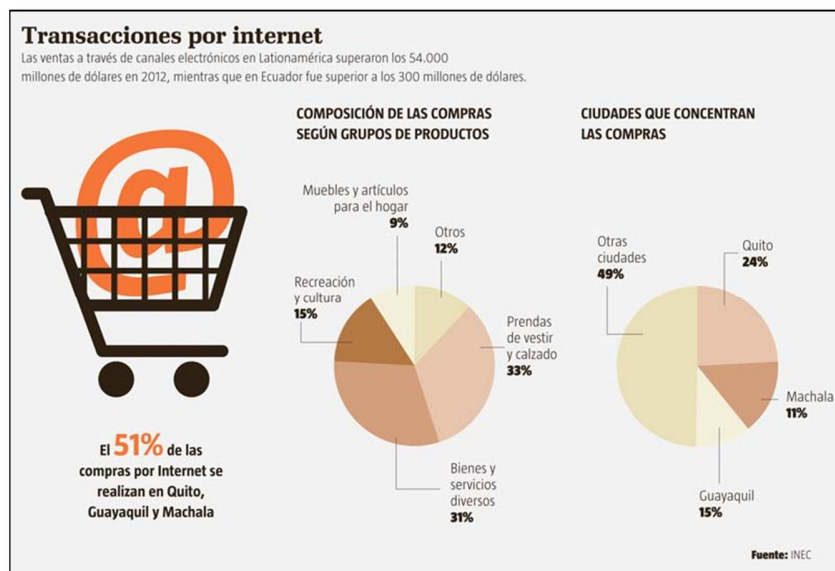 Transacciones por internet
Las ventas a través de canales electrónicos en Lationamérica superaron los 54.000
millones de dólares en 2012, mientras que en Ecuador fue superior a los 300 millones de dólares.
@
El 51% de las
compras por Internet se
realizan en Quito,
Guayaquil y Machala
COMPOSICIÓN DE LAS COMPRAS
SEGÚN GRUPOS DE PRODUCTOS
Muebles y artículos
para el hogar
9%
Otros
12%
Recreación
y cultura
15%
Prendas
de vestir
y calzado
33%
Bienes y
servicios
diversos
31%
CIUDADES QUE CONCENTRAN
LAS COMPRAS
Otras
ciudades
49%
Quito
24%
Machala
11%
Guayaquil
15%
Fuente: INEC